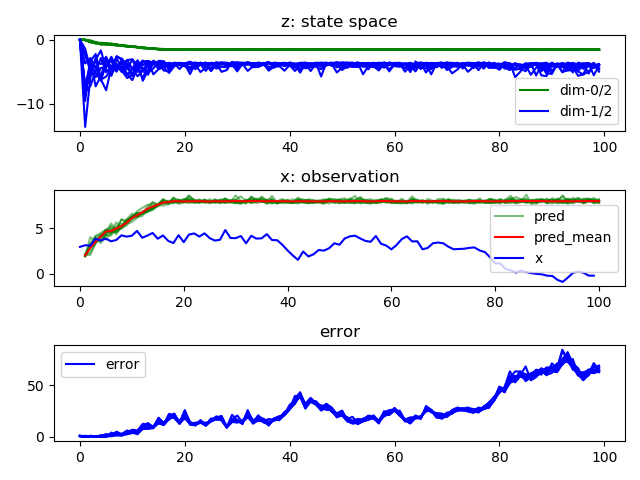 z: state space
0
−10
dim-0/2
dim-1/2
0 20 40 60 80 100
x: observation
5
0
pred
pred_mean
x
0 20 40 60 80 100
error
50
0
error
0 20 40 60 80 100